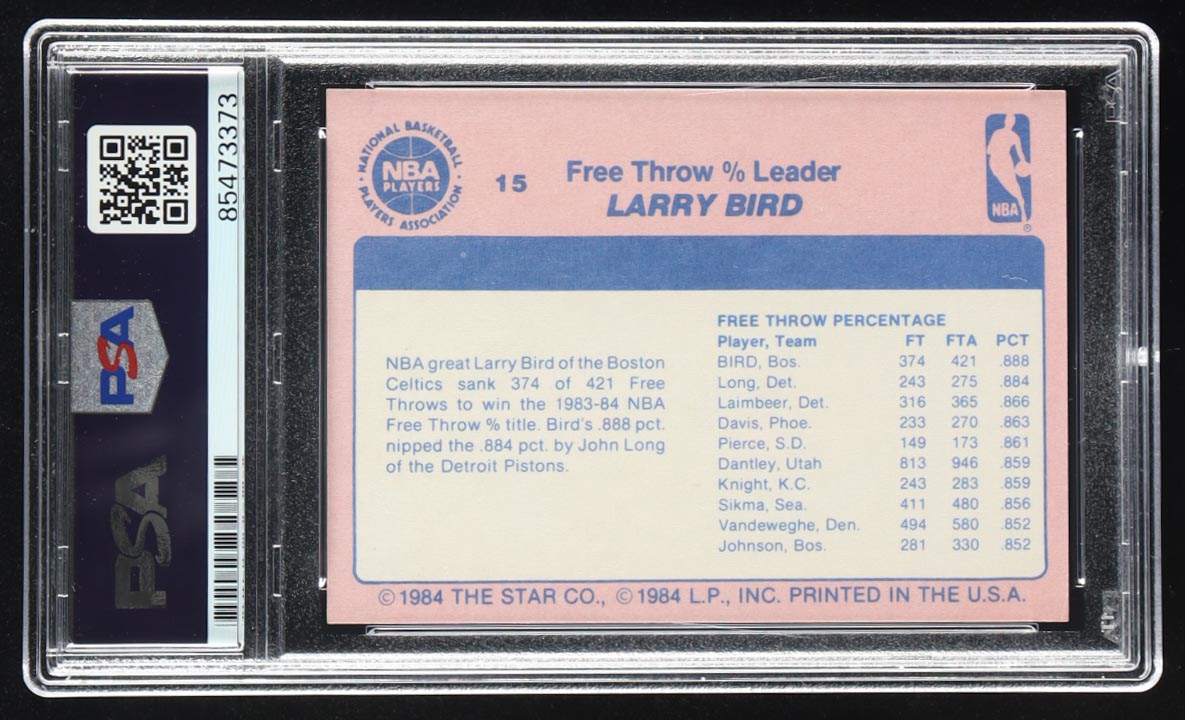 PSA
85473373
PSA
NATIONAL BASKETBALL
NBA
PLAYERS
PLAYERS ASSOCIATION
15
Free Throw % Leader
LARRY BIRD
NBA
®
NBA great Larry Bird of the Boston
Celtics sank 374 of 421 Free
Throws to win the 1983-84 NBA
Free Throw % title. Bird's .888 pct.
nipped the .884 pct. by John Long
of the Detroit Pistons.
FREE THROW PERCENTAGE
Player, Team FT FTA PCT
BIRD, Bos. 374 421 .888
Long, Det. 243 275 .884
Laimbeer, Det. 316 365 .866
Davis, Phoe. 233 270 .863
Pierce, S.D. 149 173 .861
Dantley, Utah 813 946 .859
Knight, K.C. 243 283 .859
Sikma, Sea. 411 480 .856
Vandeweghe, Den. 494 580 .852
Johnson, Bos. 281 330 .852
© 1984 THE STAR CO., © 1984 L.P., INC. PRINTED IN THE U.S.A.